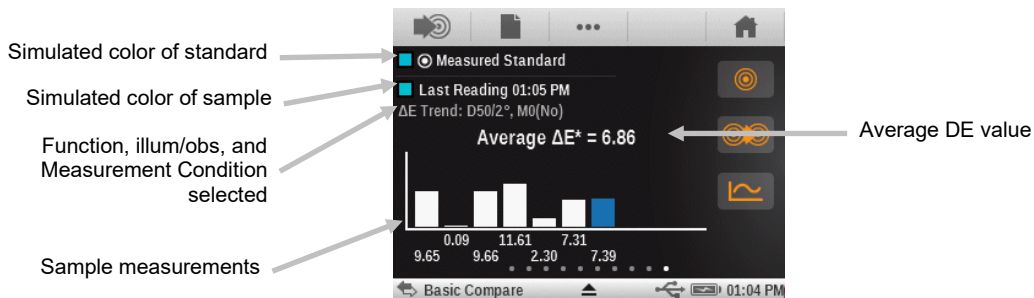 Simulated color of standard
Simulated color of sample
Function, illum/obs, and
Measurement Condition
selected
Sample measurements
Measured Standard
Last Reading 01:05 PM
ΔE Trend: D50/2°, M0(No)
Average ΔE* = 6.86
0.09 11.61 7.31
9.65 9.66 2.30 7.39
Basic Compare 01:04 PM
Average DE value